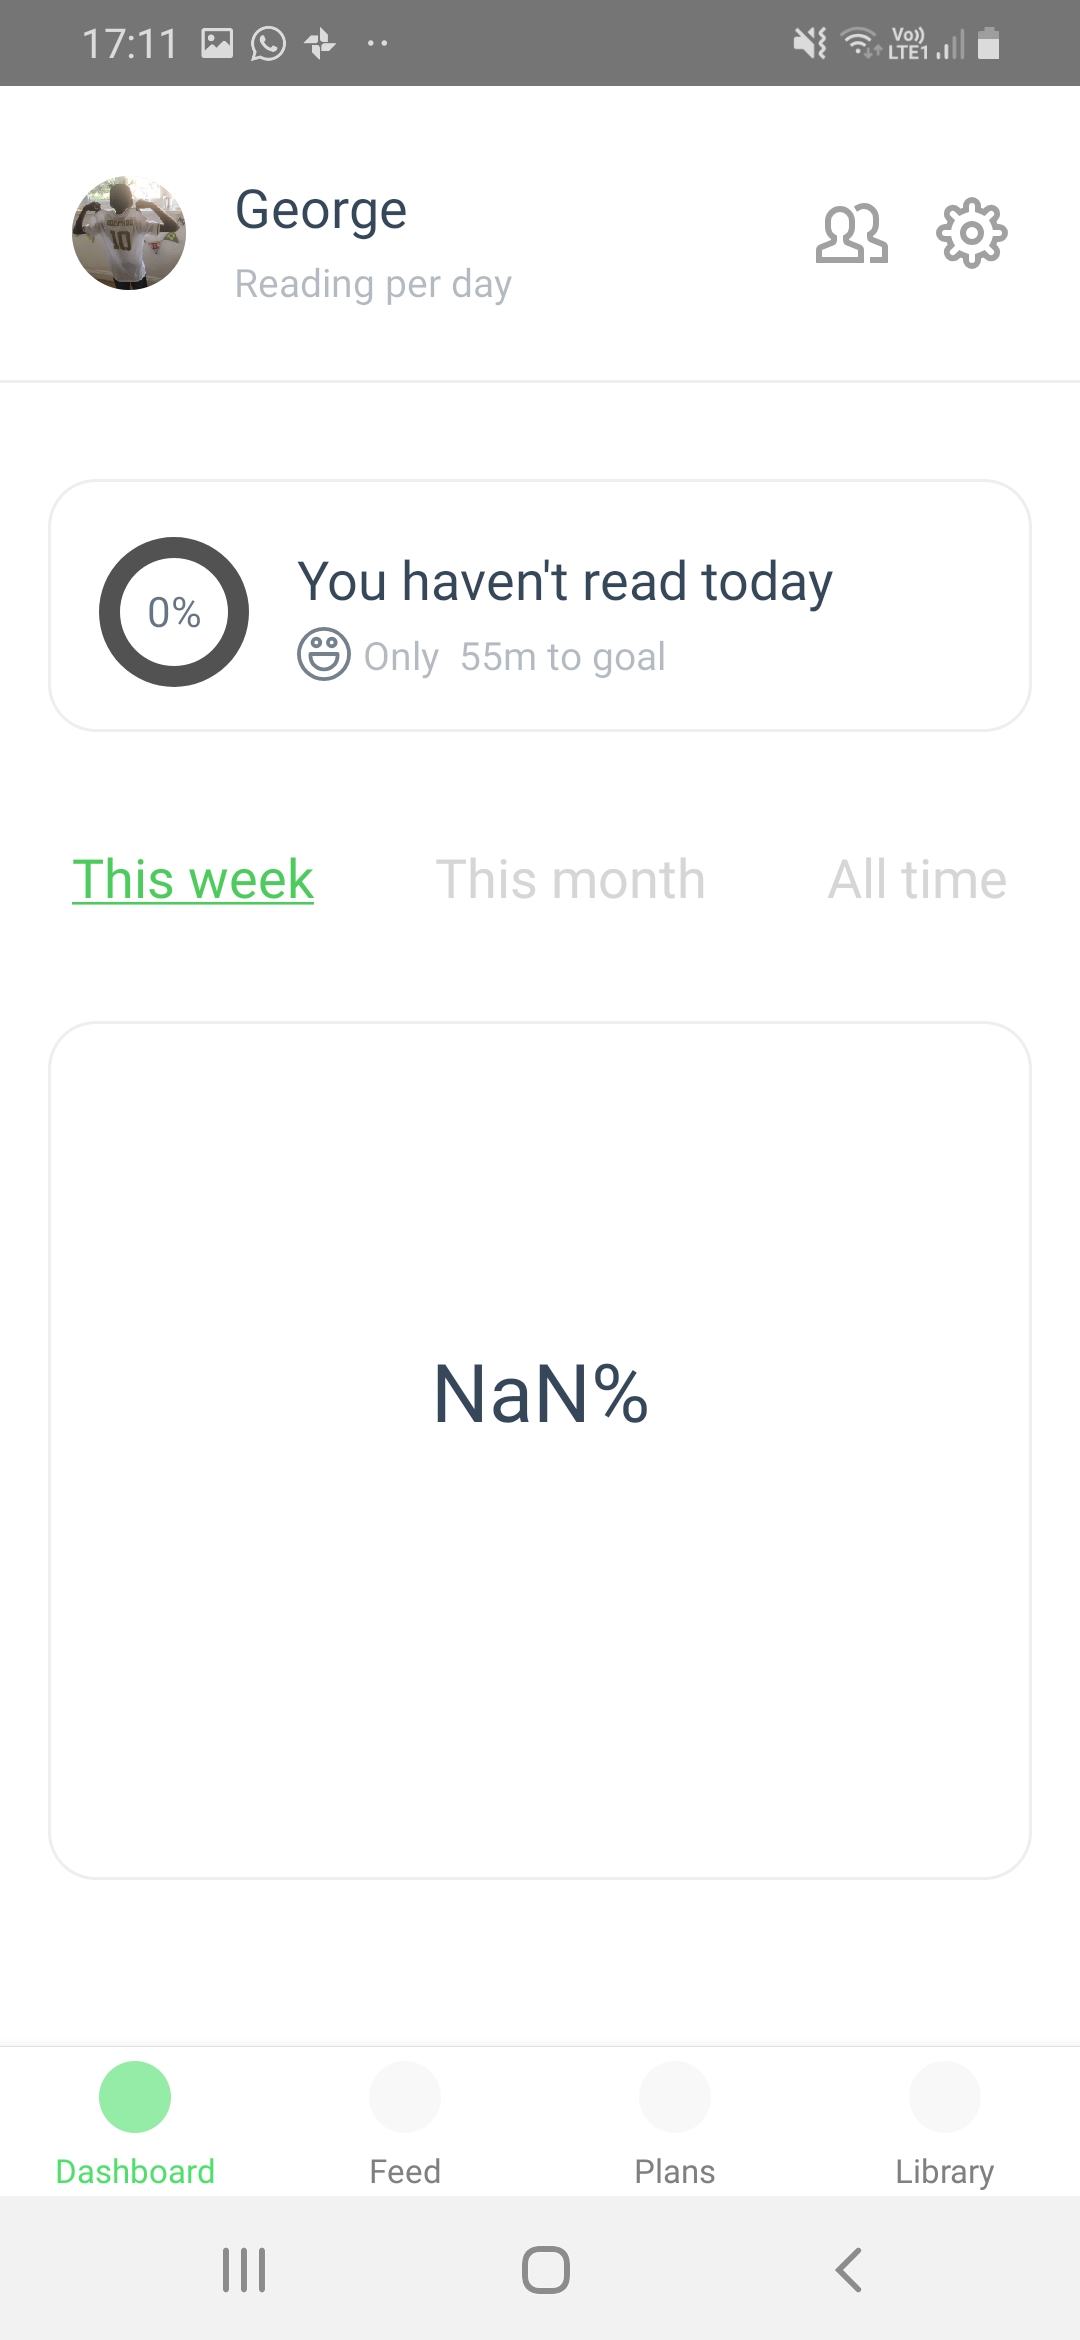 17:11
Vo))
LTE1
George
Reading per day
10
0%
You haven't read today
Only 55m to goal
This week
This month
All time
NaN%
Dashboard
Feed
Plans
Library